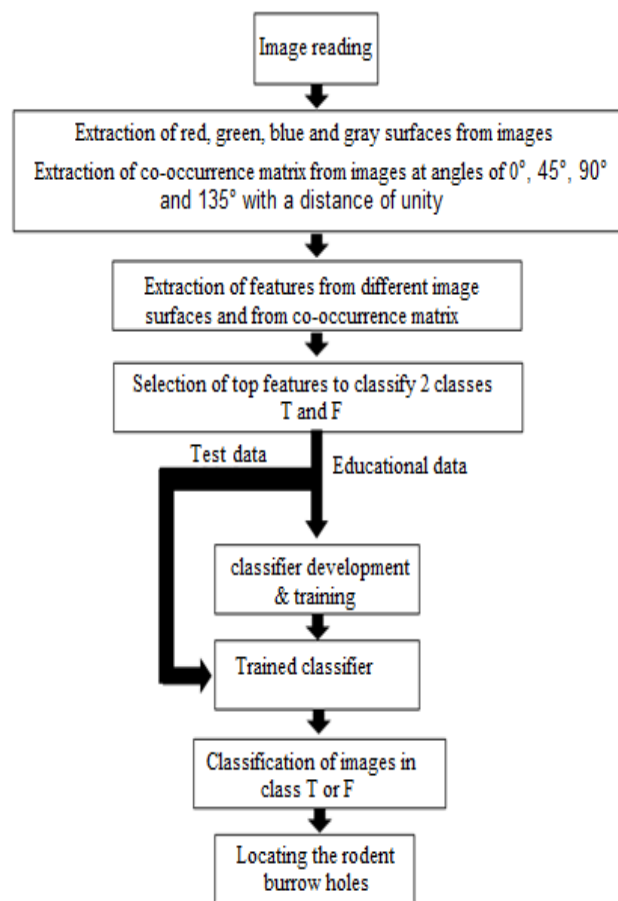 Image reading
Extraction of red, green, blue and gray surfaces from images
Extraction of co-occurrence matrix from images at angles of 0°, 45°, 90°
and 135° with a distance of unity
Extraction of features from different image
surfaces and from co-occurrence matrix
Selection of top features to classify 2 classes
T and F
Test data
Educational data
classifier development
& training
Trained classifier
Classification of images in
class T or F
Locating the rodent
burrow holes